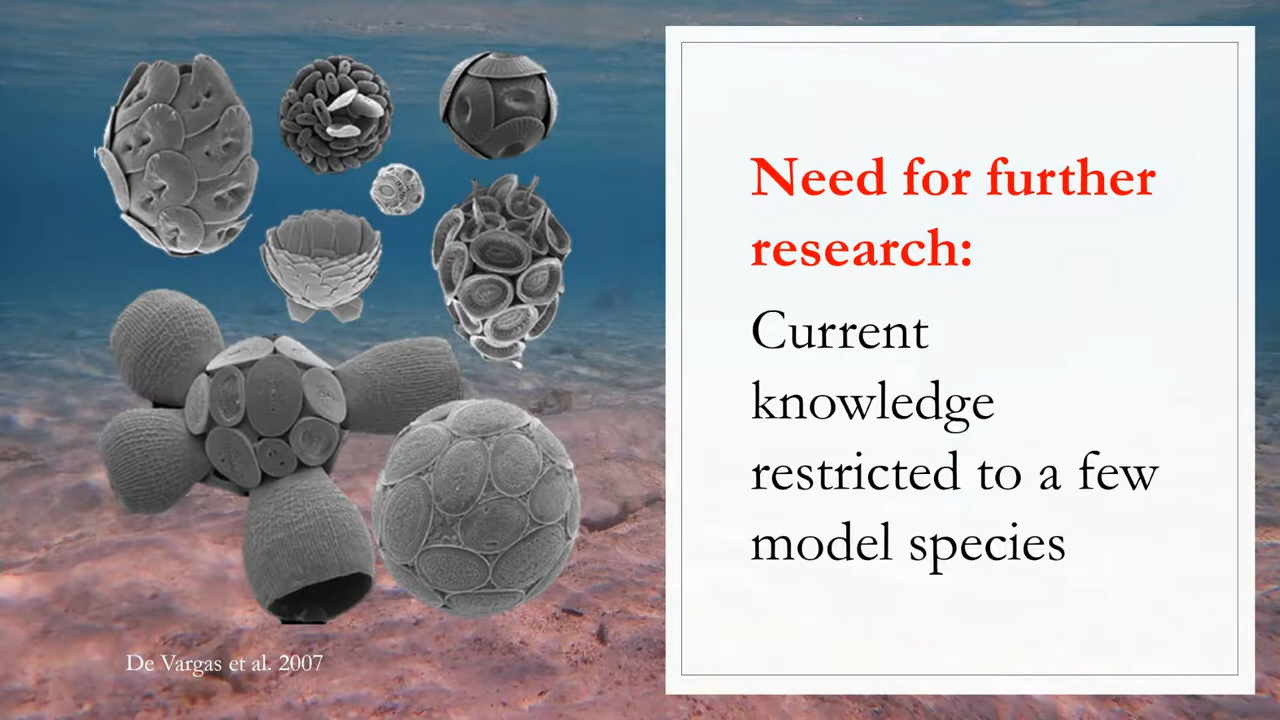 Need for further
research:
Current
knowledge
restricted to a few
model species
De Vargas et al. 2007